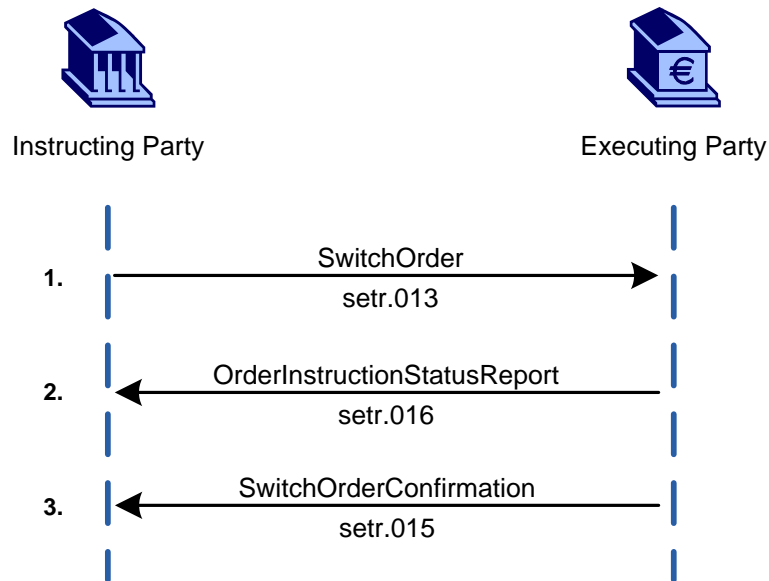 €
Instructing Party
Executing Party
1.
SwitchOrder
setr.013
2.
OrderInstructionStatusReport
setr.016
3.
SwitchOrderConfirmation
setr.015